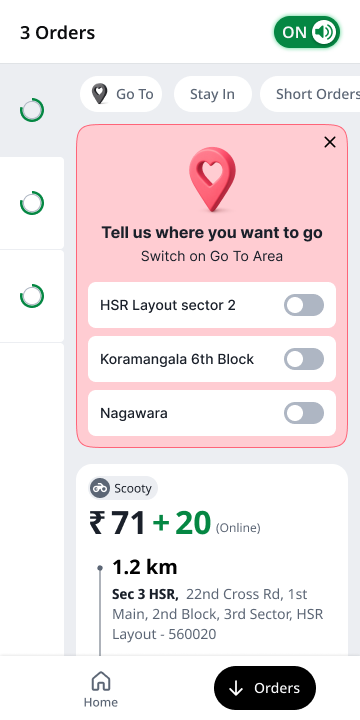 3 Orders
ON
Go To
Stay In
Short Orders
Tell us where you want to go
Switch on Go To Area
HSR Layout sector 2
Koramangala 6th Block
Nagawara
Scooty
₹ 71 + 20 (Online)
1.2 km
Sec 3 HSR, 22nd Cross Rd, 1st
Main, 2nd Block, 3rd Sector, HSR
Layout - 560020
Home
Orders